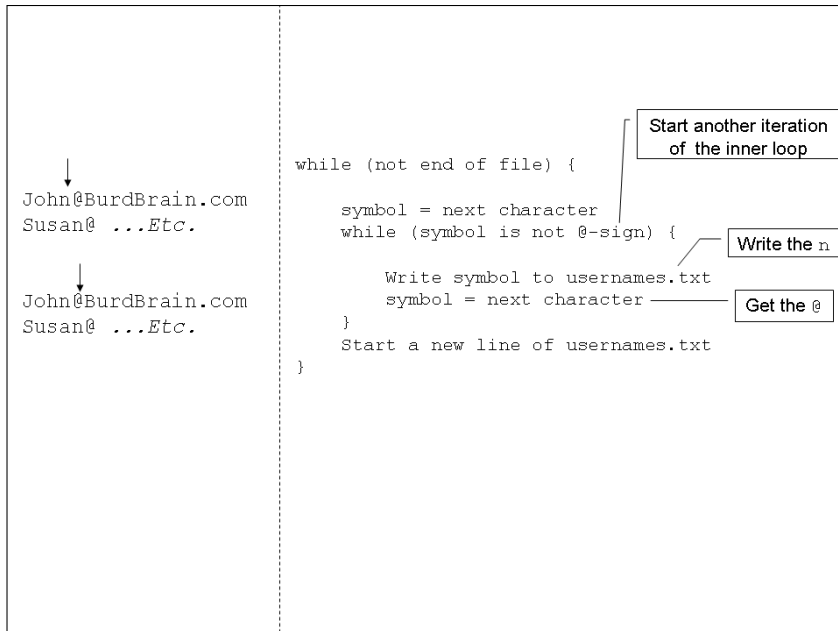 John@BurdBrain.com
Susan@ ...Etc.
John@BurdBrain.com
Susan@ ...Etc.
Start another iteration
of the inner loop
while (not end of file) {
symbol = next character
while (symbol is not @-sign) {
Write the n
Write symbol to usernames.txt
symbol = next character
Get the @
}
Start a new line of usernames.txt
}